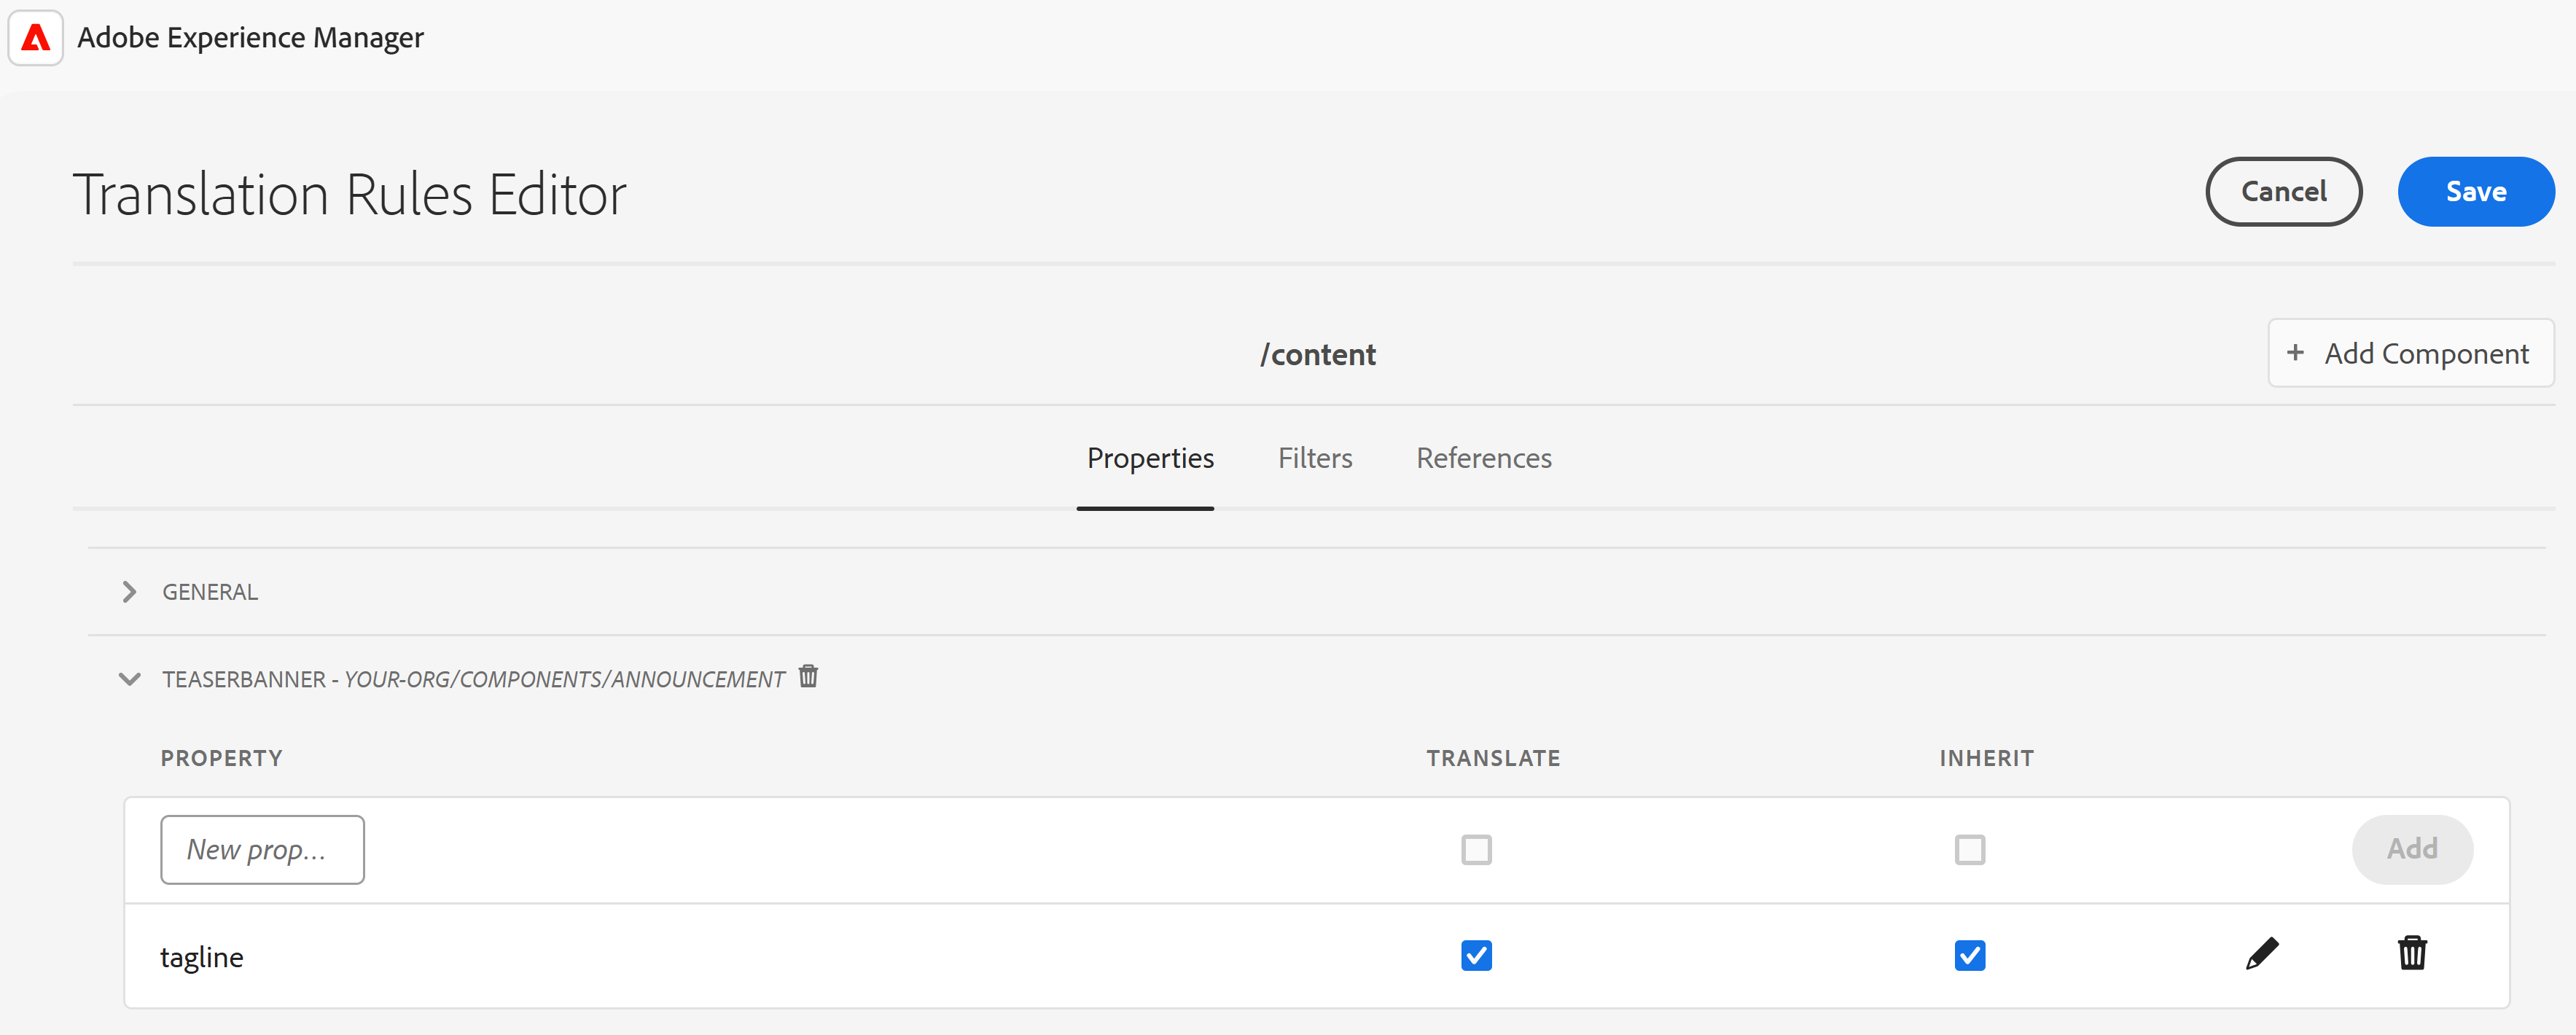 Adobe Experience Manager
Translation Rules Editor
Cancel
Save
/content
+ Add Component
Properties
Filters
References
GENERAL
TEASERBANNER - YOUR-ORG/COMPONENTS/ANNOUNCEMENT
PROPERTY
TRANSLATE
INHERIT
New prop...
Add
tagline